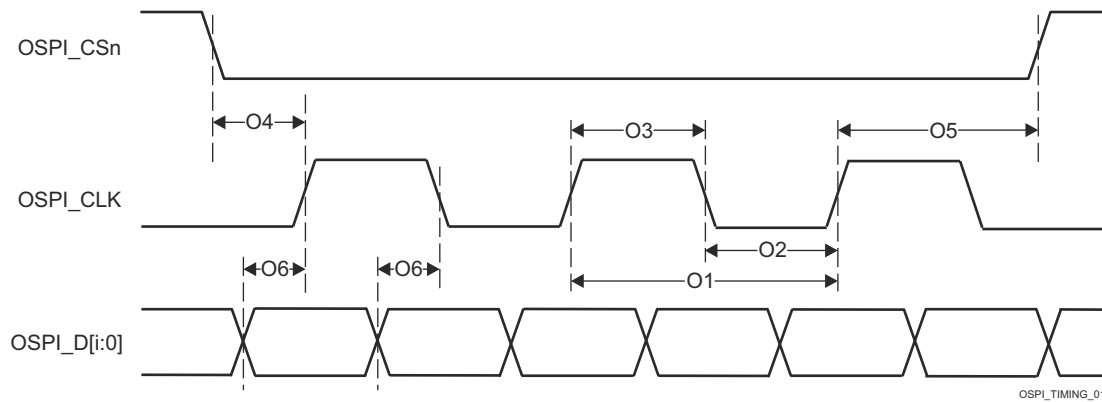 OSPI_CSn
O4
O3
O5
OSPI_CLK
O2
O6
O6
O1
OSPI_D[i:0]